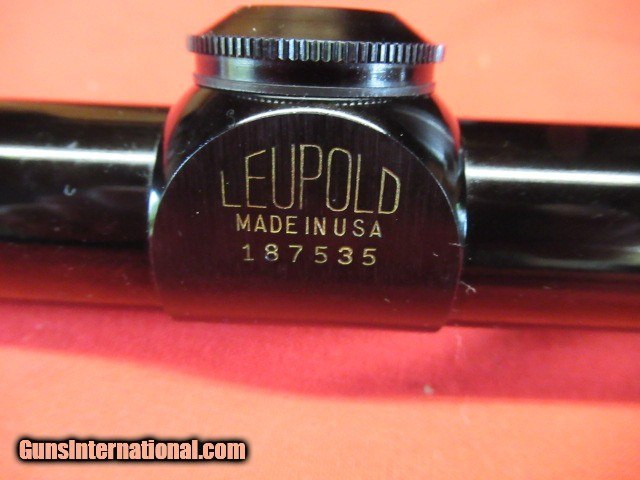 LEUPOLD
MADE IN USA
187535
GunsInternational.com